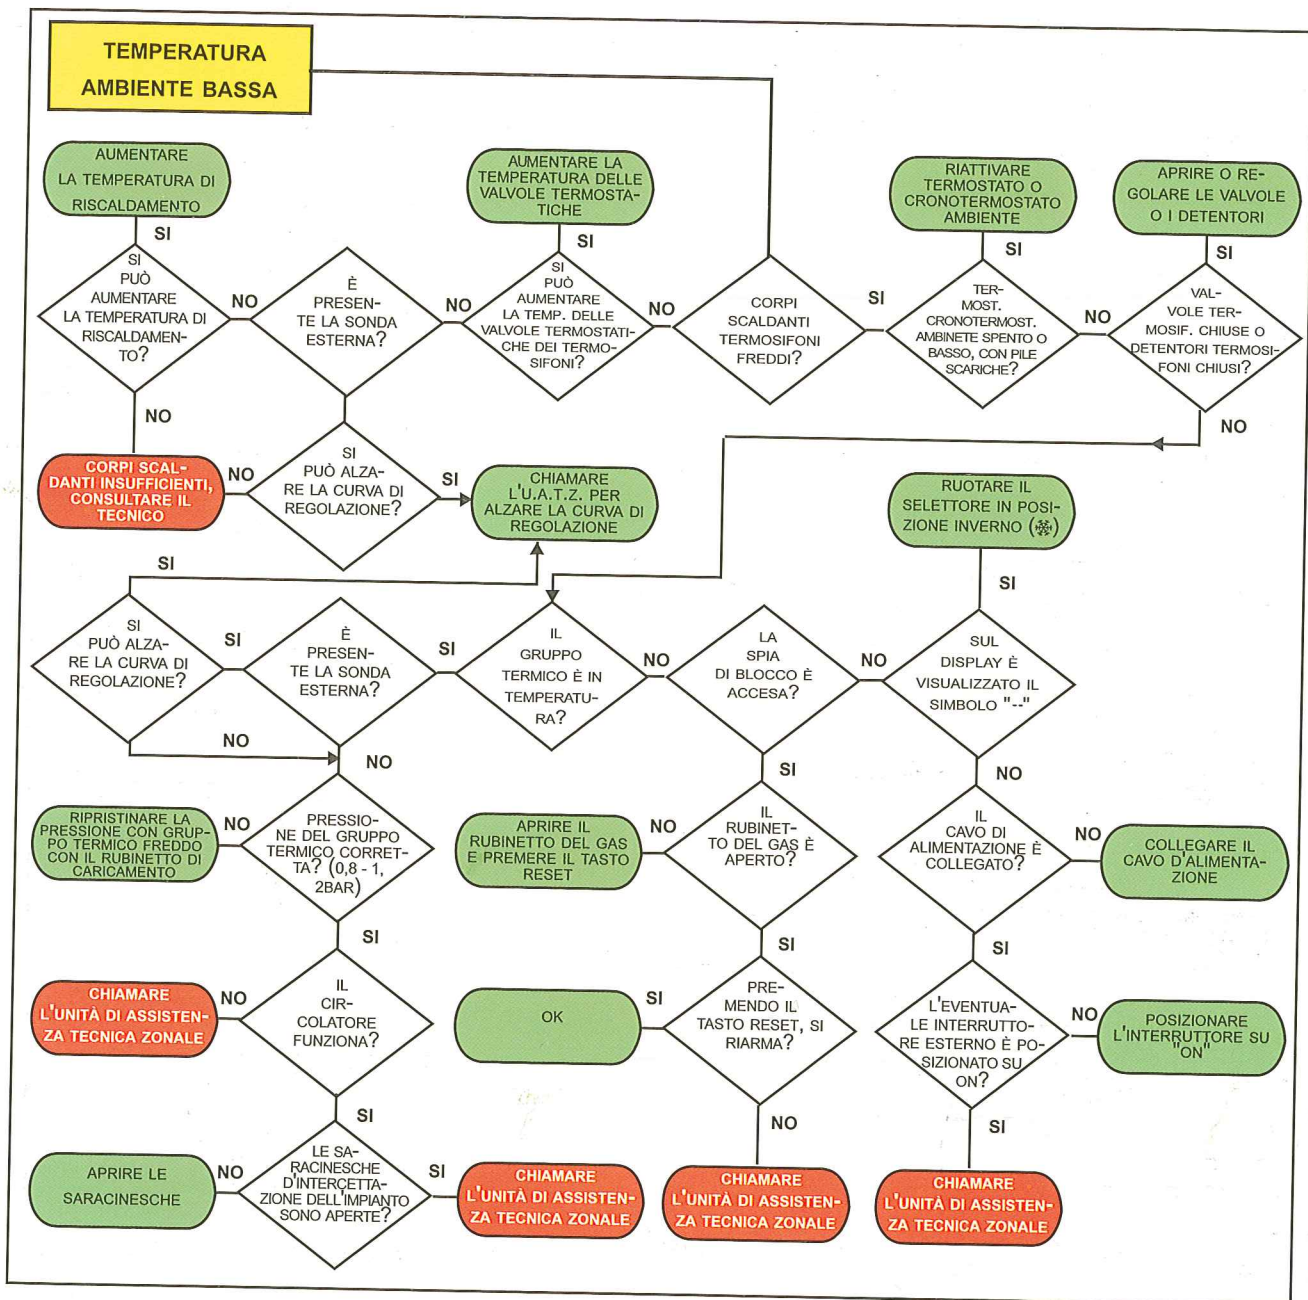 TEMPERATURA
AMBIENTE BASSA
AUMENTARE
LA TEMPERATURA DI
RISCALDAMENTO
AUMENTARE LA
TEMPERATURA DELLE
VALVOLE TERMOSTA-
TICHE
RIATTIVARE
TERMOSTATO O
CRONOTERMOSTATO
AMBIENTE
APRIRE O RE-
GOLARE LE VALVOLE
O I DETENTORI
SI
SI
SI
SI
SI
PUÒ
AUMENTARE
LA TEMPERATURA DI
RISCALDAMEN-
TO?
NO
È
PRESEN-
TE LA SONDA
ESTERNA?
NO
SI
PUÒ
AUMENTARE
LA TEMP. DELLE
VALVOLE TERMOSTATI-
CHE DEI TERMO-
SIFONI?
NO
CORPI
SCALDANTI
TERMOSIFONI
FREDDI?
SI
TER-
MOST.
CRONOTERMOST.
AMBINETE SPENTO O
BASSO, CON PILE
SCARICHE?
NO
VAL-
VOLE TER-
MOSIF. CHIUSE O
DETENTORI TERMOSI-
FONI CHIUSI?
NO
NO
CORPI SCAL-
DANTI INSUFFICIENTI,
CONSULTARE IL
TECNICO
NO
SI
PUÒ ALZA-
RE LA CURVA DI
REGOLAZIONE?
SI
CHIAMARE
L'U.A.T.Z. PER
ALZARE LA CURVA DI
REGOLAZIONE
RUOTARE IL
SELETTORE IN POSI-
ZIONE INVERNO (❄)
SI
SI
SI
PUÒ ALZA-
RE LA CURVA DI
REGOLAZIONE?
SI
È
PRESEN-
TE LA SONDA
ESTERNA?
SI
IL
GRUPPO
TERMICO È IN
TEMPERATU-
RA?
NO
LA
SPIA
DI BLOCCO È
ACCESA?
NO
SUL
DISPLAY È
VISUALIZZATO IL
SIMBOLO "--"
NO
NO
SI
NO
RIPRISTINARE LA
PRESSIONE CON GRUP-
PO TERMICO FREDDO
CON IL RUBINETTO DI
CARICAMENTO
NO
PRESSIO-
NE DEL GRUPPO
TERMICO CORRET-
TA? (0,8 - 1,
2BAR)
APRIRE IL
RUBINETTO DEL GAS
E PREMERE IL TASTO
RESET
NO
IL
RUBINET-
TO DEL GAS È
APERTO?
IL
CAVO DI
ALIMENTAZIONE È
COLLEGATO?
NO
COLLEGARE IL
CAVO D'ALIMENTA-
ZIONE
SI
SI
SI
CHIAMARE
L'UNITÀ DI ASSISTEN-
ZA TECNICA ZONALE
NO
IL
CIR-
COLATORE
FUNZIONA?
OK
SI
PRE-
MENDO IL
TASTO RESET, SI
RIARMA?
L'EVENTUA-
LE INTERRUTTO-
RE ESTERNO È PO-
SIZIONATO SU
ON?
NO
POSIZIONARE
L'INTERRUTTORE SU
"ON"
SI
NO
SI
APRIRE LE
SARACINESCHE
NO
LE SA-
RACINESCHE
D'INTERCETTA-
ZIONE DELL'IMPIANTO
SONO APERTE?
SI
CHIAMARE
L'UNITÀ DI ASSISTEN-
ZA TECNICA ZONALE
CHIAMARE
L'UNITÀ DI ASSISTEN-
ZA TECNICA ZONALE
CHIAMARE
L'UNITÀ DI ASSISTEN-
ZA TECNICA ZONALE